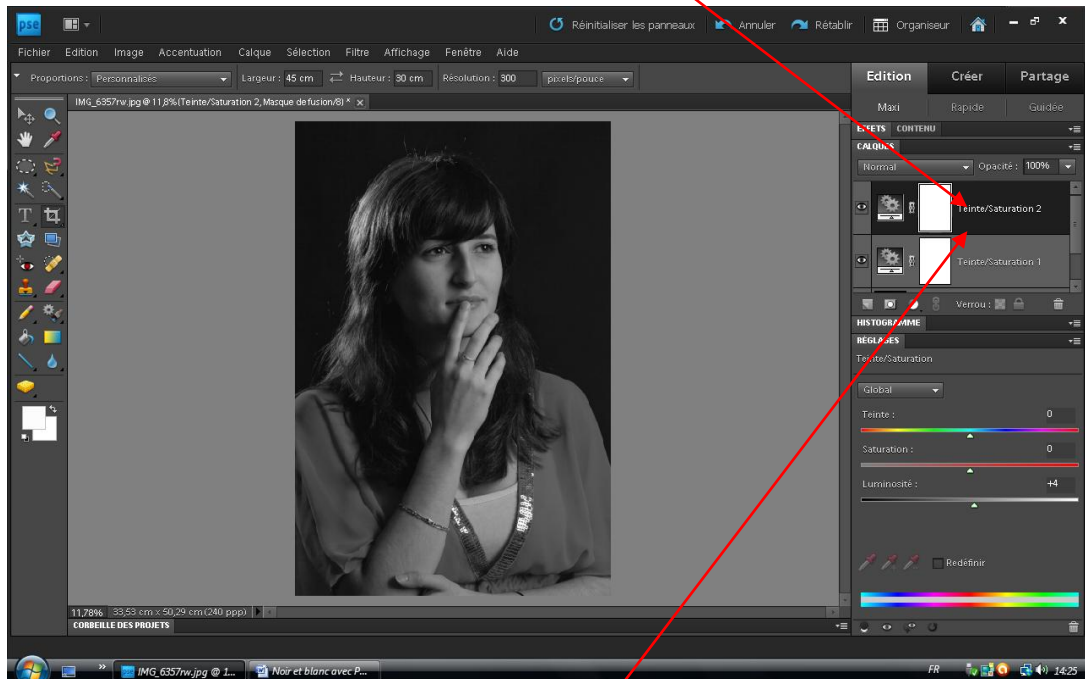 pse Réinitialiser les panneaux Annuler Rétablir Organiseur
Fichier Edition Image Accentuation Calque Sélection Filtre Affichage Fenêtre Aide
Proportions : Personnalisés Largeur : 45 cm Hauteur : 30 cm Résolution : 300 pixels/pouce
Edition Créer Partage
IMG_6357rw.jpg @ 11,8% (Teinte/Saturation 2, Masque de fusion/8) *
Maxi Rapide Guidée
EFFETS CONTENU
CALQUES
Normal Opacité : 100%
Teinte/Saturation 2
Teinte/Saturation 1
Verrou :
HISTOGRAMME
RÉGLAGES
Teinte/Saturation
Global
Teinte : 0
Saturation : 0
Luminosité : +4
Redéfinir
11,78% 33,53 cm x 50,29 cm (240 ppp)
CORBEILLE DES PROJETS
IMG_6357rw.jpg @ 1... Noir et blanc avec P... FR 14:25